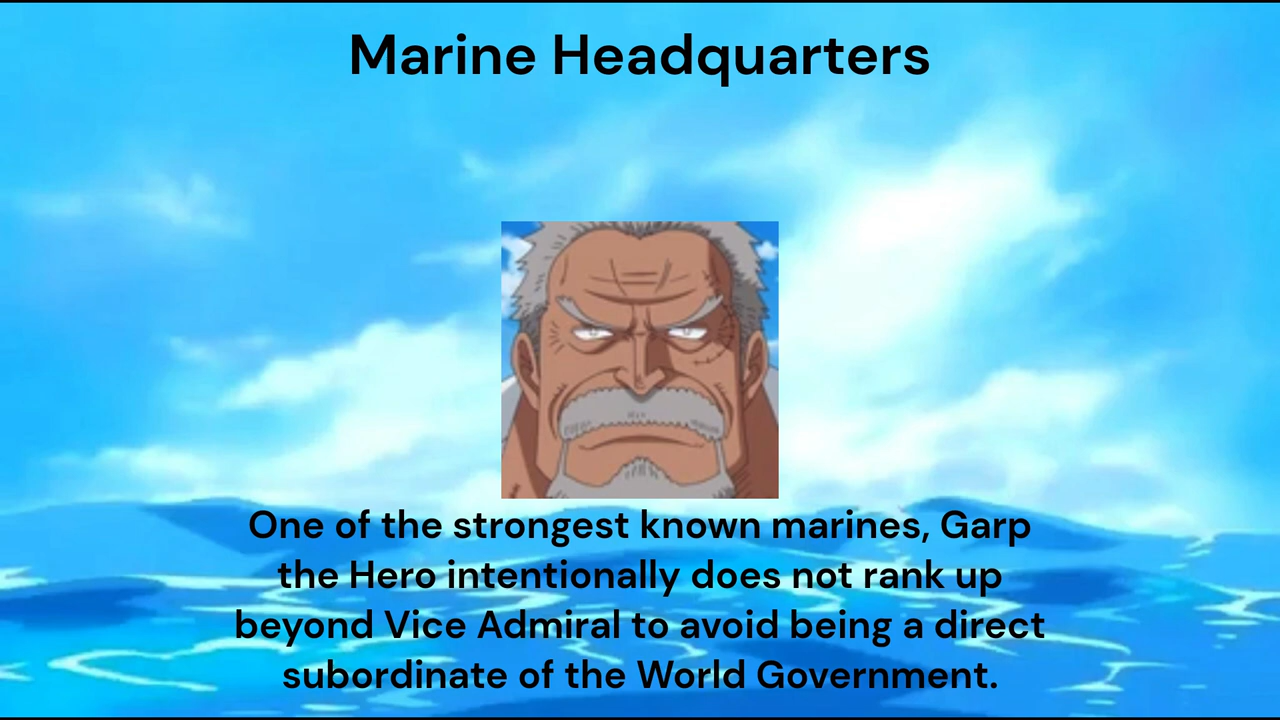 Marine Headquarters
One of the strongest known marines, Garp
the Hero intentionally does not rank up
beyond Vice Admiral to avoid being a direct
subordinate of the World Government.